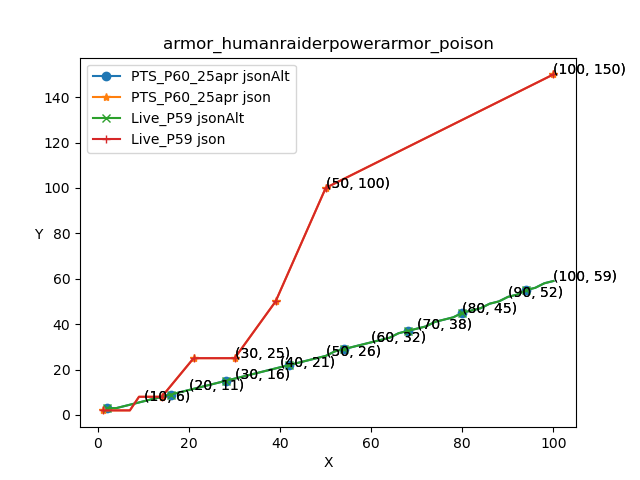 armor_humanraiderpowerarmor_poison
PTS_P60_25apr jsonAlt
PTS_P60_25apr json
Live_P59 jsonAlt
Live_P59 json
(100, 150)
(50, 100)
(100, 59)
(90, 52)
(80, 45)
(70, 38)
(60, 32)
(50, 26)
(40, 21)
(30, 25)
(30, 16)
(20, 11)
(10, 6)
Y
140
120
100
80
60
40
20
0
0 20 40 60 80 100
X